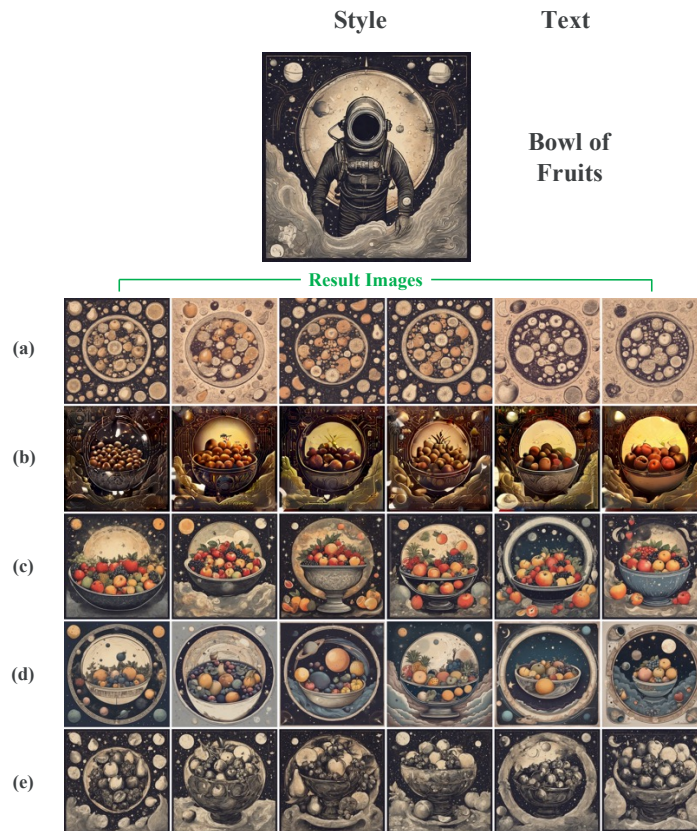 Style
Text
Bowl of
Fruits
Result Images
(a)
(b)
(c)
(d)
(e)